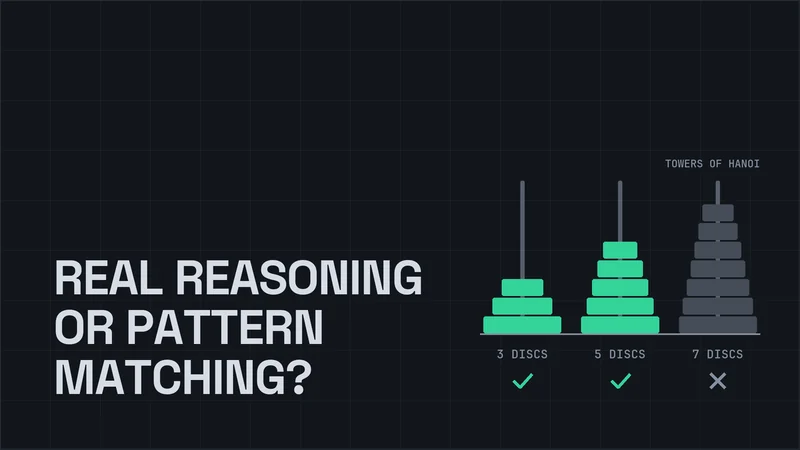 TOWERS OF HANOI
REAL REASONING
OR PATTERN
MATCHING?
3 DISCS
5 DISCS
7 DISCS